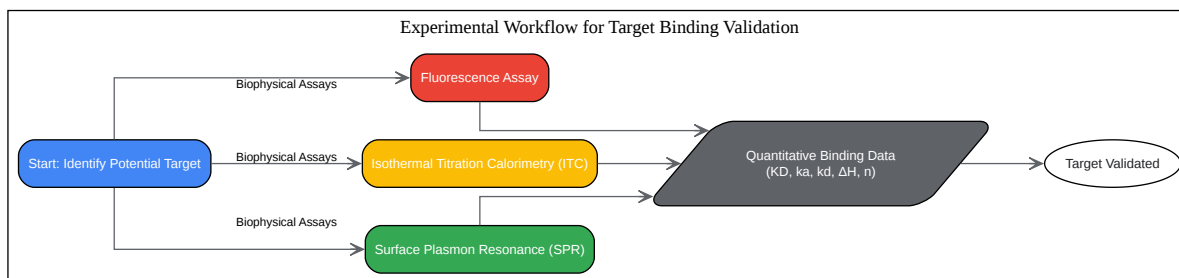 Experimental Workflow for Target Binding Validation
Biophysical Assays
Fluorescence Assay
Start: Identify Potential Target
Biophysical Assays
Isothermal Titration Calorimetry (ITC)
Quantitative Binding Data
(KD, ka, kd, ΔH, n)
Target Validated
Biophysical Assays
Surface Plasmon Resonance (SPR)